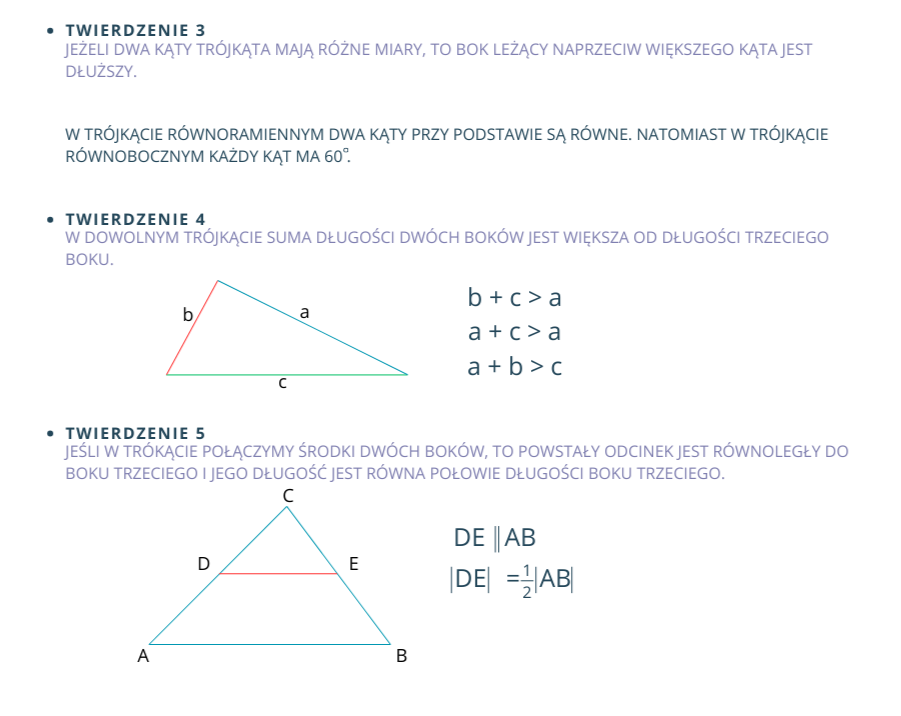 • TWIERDZENIE 3
JEŻELI DWA KĄTY TRÓJKĄTA MAJĄ RÓŻNE MIARY, TO BOK LEŻĄCY NAPRZECIW WIĘKSZEGO KĄTA JEST
DŁUŻSZY.
W TRÓJKĄCIE RÓWNORAMIENNYM DWA KĄTY PRZY PODSTAWIE SĄ RÓWNE. NATOMIAST W TRÓJKĄCIE
RÓWNOBOCZNYM KAŻDY KĄT MA 60°.
• TWIERDZENIE 4
W DOWOLNYM TRÓJKĄCIE SUMA DŁUGOŚCI DWÓCH BOKÓW JEST WIĘKSZA OD DŁUGOŚCI TRZECIEGO
BOKU.
b a
c
b + c > a
a + c > a
a + b > c
• TWIERDZENIE 5
JEŚLI W TRÓKĄCIE POŁĄCZYMY ŚRODKI DWÓCH BOKÓW, TO POWSTAŁY ODCINEK JEST RÓWNOLEGŁY DO
BOKU TRZECIEGO I JEGO DŁUGOŚĆ JEST RÓWNA POŁOWIE DŁUGOŚCI BOKU TRZECIEGO.
C
D E
A B
DE ∥ AB
|DE| = 1/2 |AB|